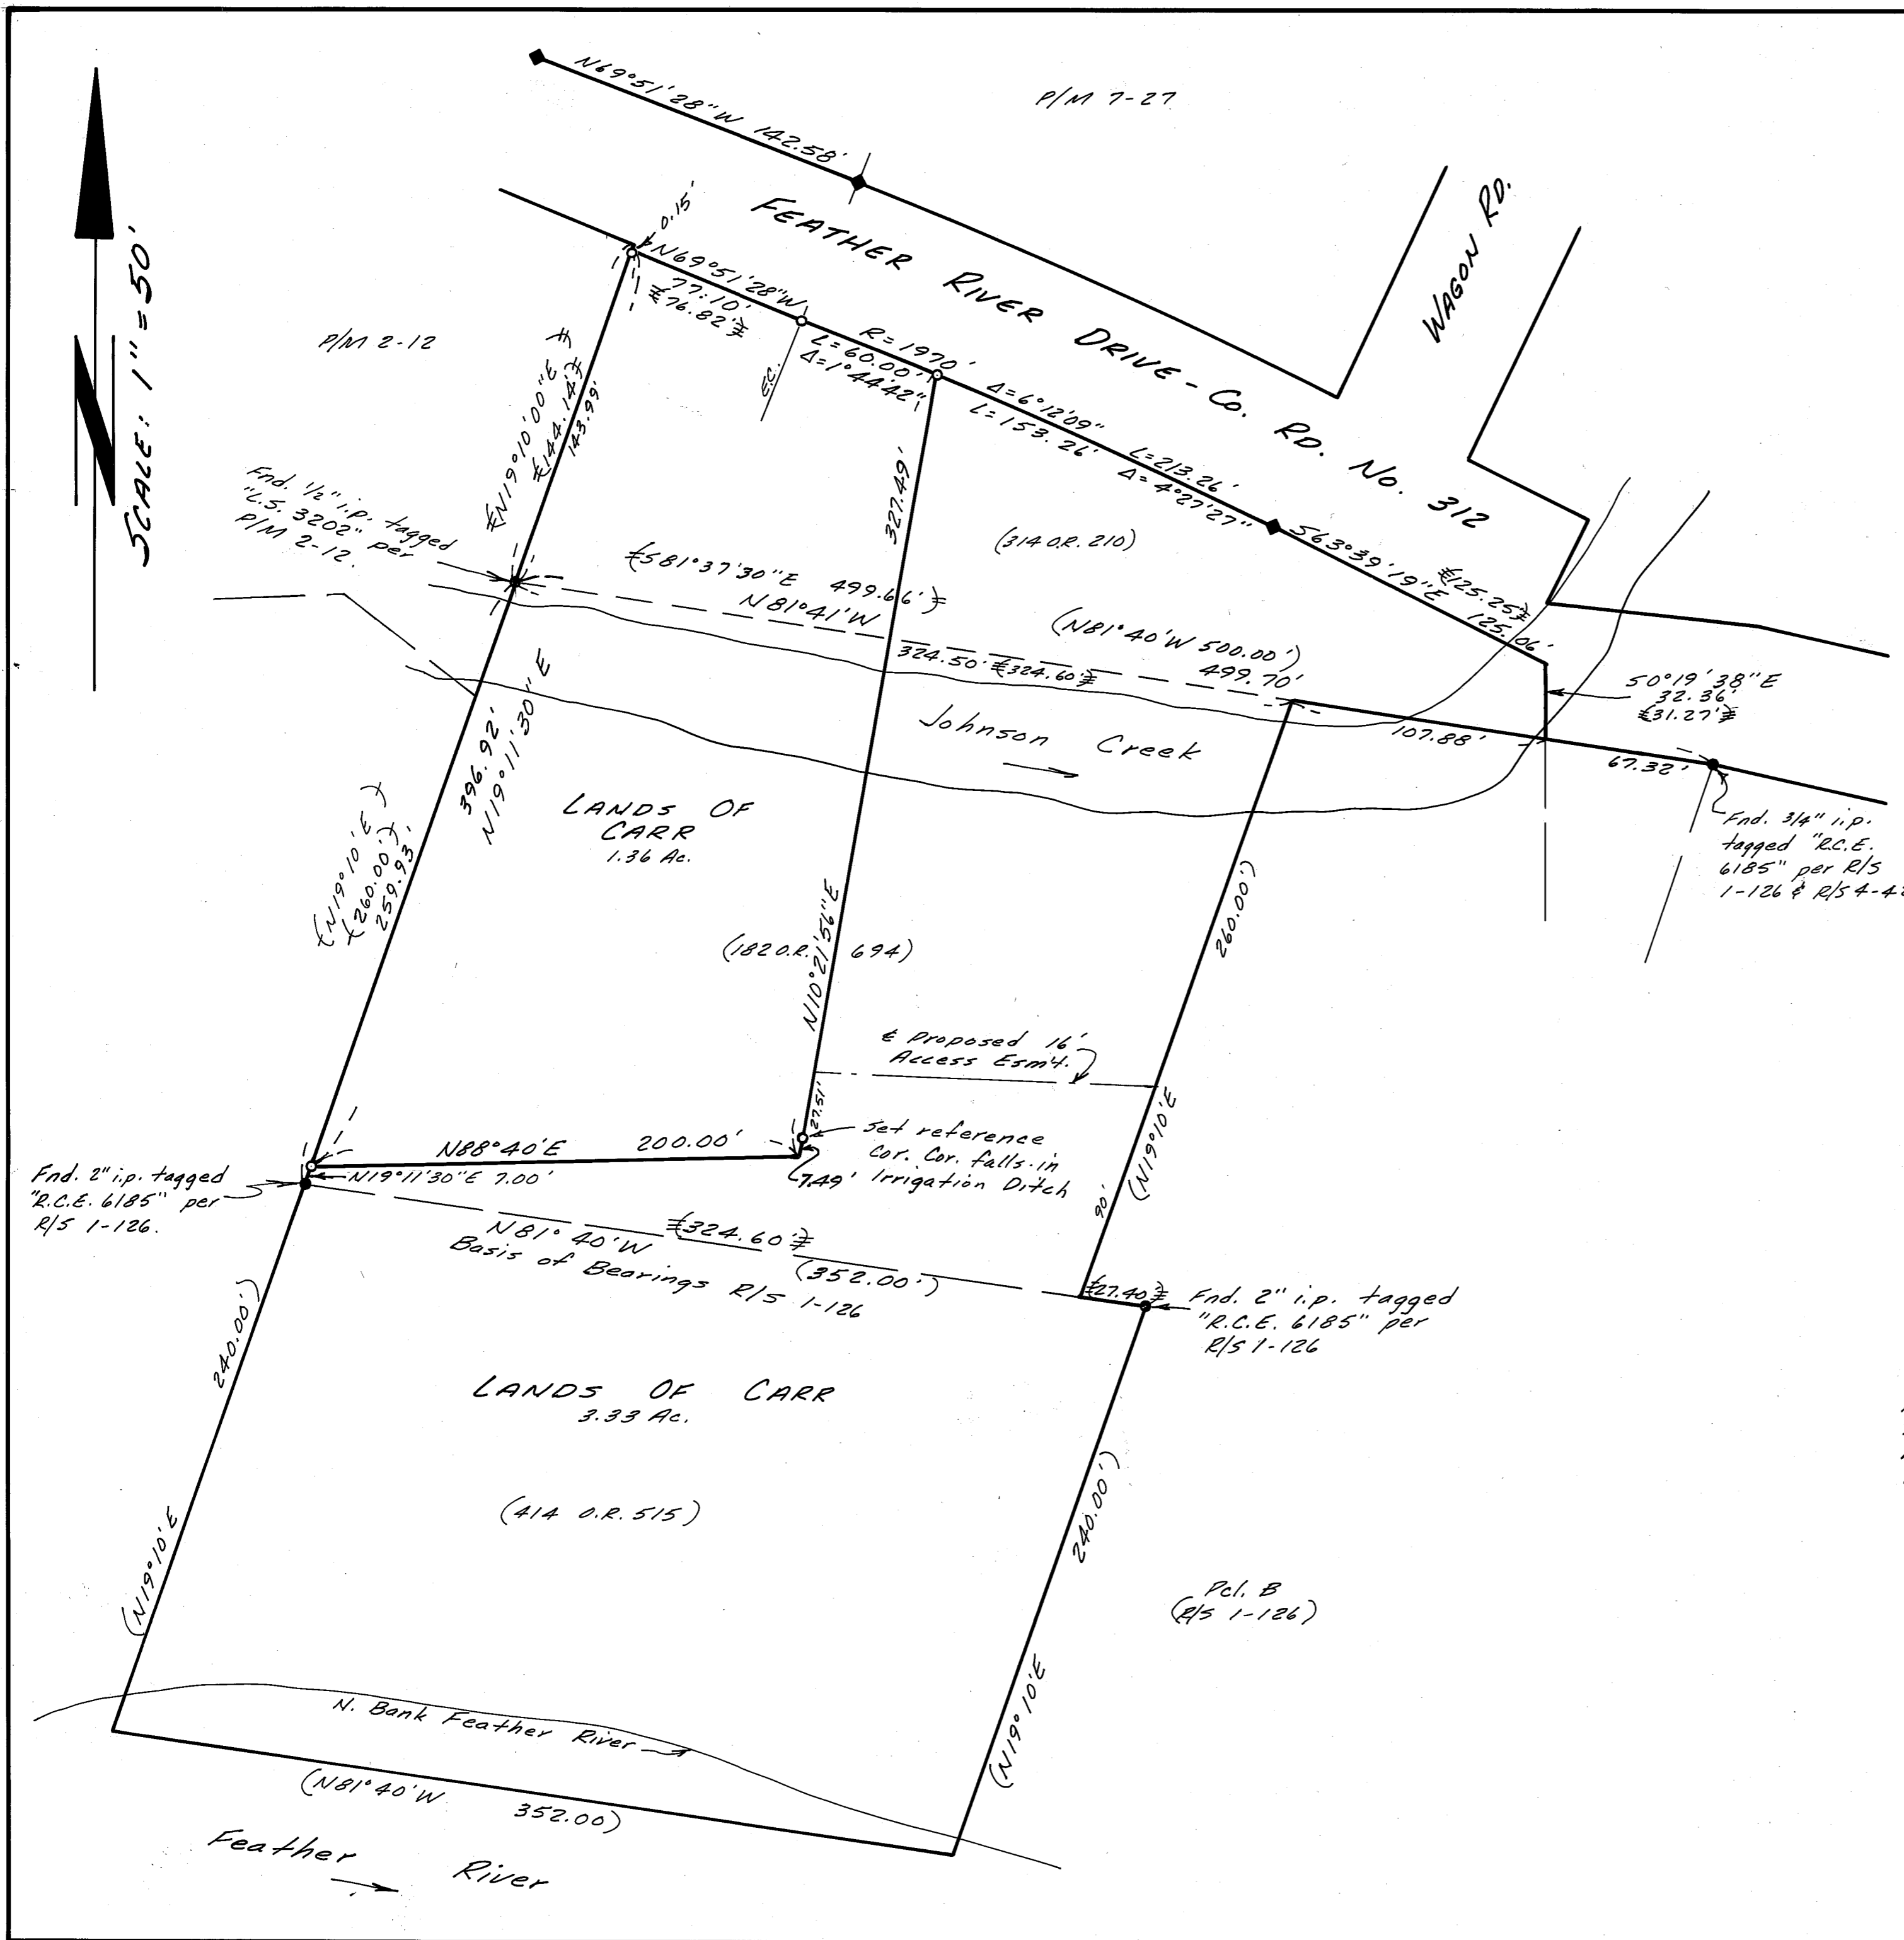 SCALE: 1" = 50'
N
N69°51'28"W 142.58'
P/M 7-27
WAGON RD.
FEATHER RIVER DRIVE - Co. RD. No. 312
0.15'
N69°51'28"W
77.10'
76.82'
R=1970'
L=60.00'
Δ=1°44'42"
E.C.
Δ=6°12'09"
L=153.26'
L=213.26'
Δ=4°27'27"
S63°39'19"E
125.25'
125.06'
P/M 2-12
N19°10'00"E
144.14'
143.99'
Fnd. 1/2" i.p. tagged
"L.S. 3202" per
P/M 2-12.
327.49'
(314 O.R. 210)
S81°37'30"E 499.66'
N81°41'W
(N81°40'W 500.00')
499.70'
324.50' 324.60'
S0°19'38"E
32.36'
31.27'
107.88'
67.32'
Johnson Creek
Fnd. 3/4" i.p.
tagged "R.C.E.
6185" per R/S
1-126 & R/S 4-4
396.92'
N19°11'30"E
LANDS OF
CARR
1.36 Ac.
(N19°10'E)
(260.00')
259.93'
(182 O.R. 694)
N10°21'56"E
260.00')
(N19°10'E
90'
℄ Proposed 16'
Access Esm't.
27.51'
Set reference
Cor. Cor. falls in
Irrigation Ditch
7.49'
N88°40'E 200.00'
N19°11'30"E 7.00'
Fnd. 2" i.p. tagged
"R.C.E. 6185" per
R/S 1-126.
N81°40'W 324.60'
Basis of Bearings R/S 1-126
(352.00')
27.40'
Fnd. 2" i.p. tagged
"R.C.E. 6185" per
R/S 1-126
240.00')
(N19°10'E
LANDS OF CARR
3.33 Ac.
(414 O.R. 515)
240.00')
(N19°10'E
Pcl. B
(R/S 1-126)
N. Bank Feather River
(N81°40'W 352.00)
Feather River